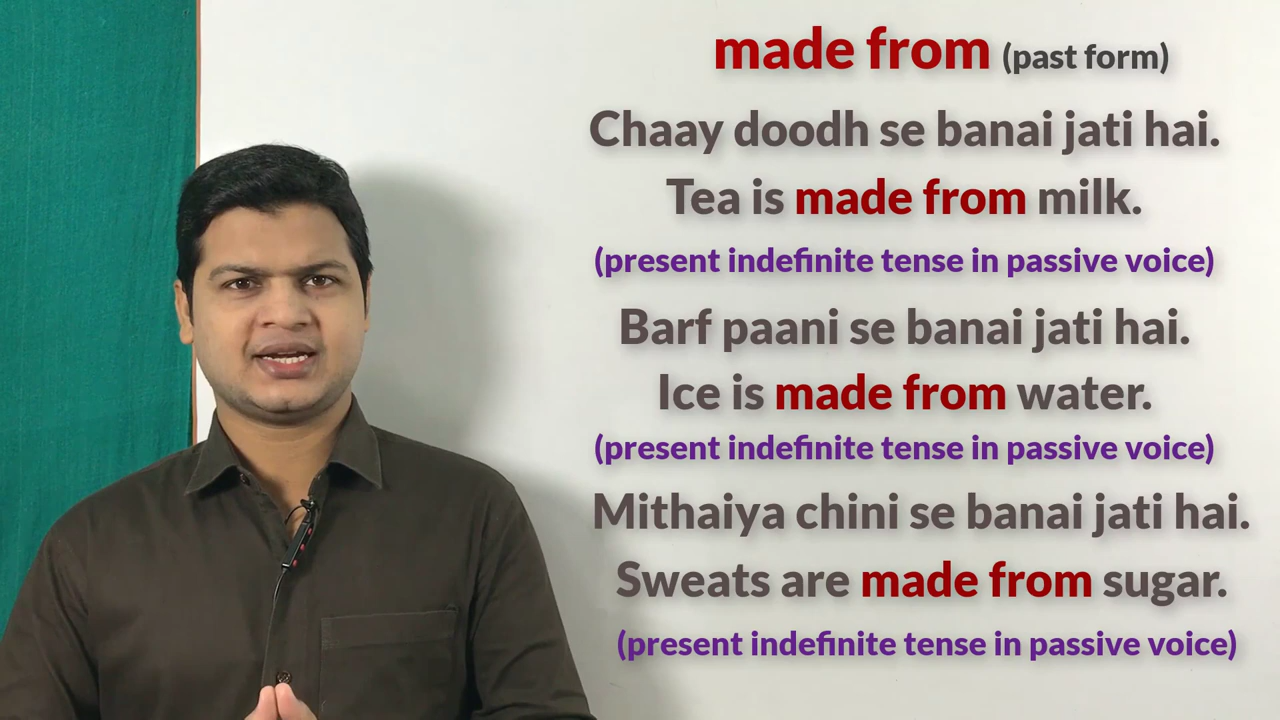 made from (past form)
Chaay doodh se banai jati hai.
Tea is made from milk.
(present indefinite tense in passive voice)
Barf paani se banai jati hai.
Ice is made from water.
(present indefinite tense in passive voice)
Mithaiya chini se banai jati hai.
Sweats are made from sugar.
(present indefinite tense in passive voice)